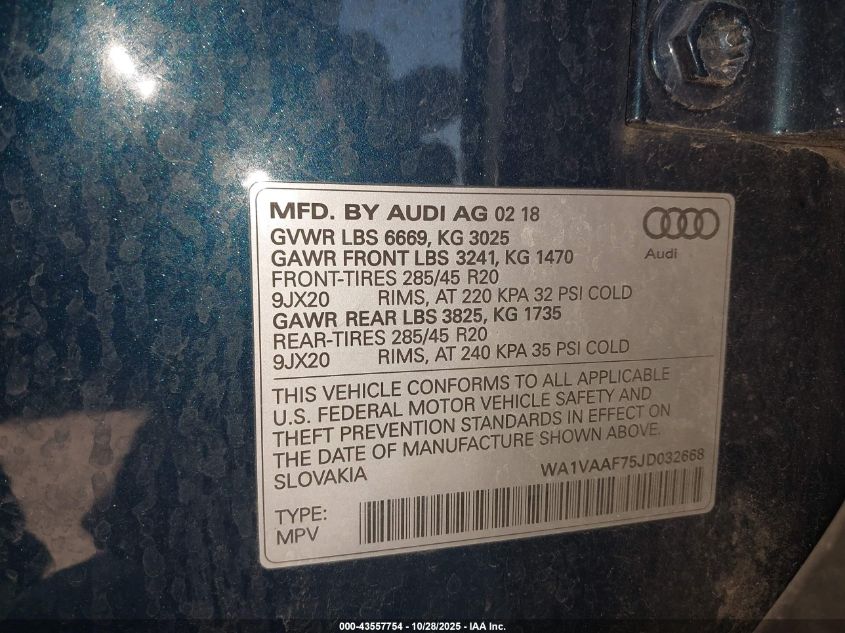 MFD. BY AUDI AG 02 18
GVWR LBS 6669, KG 3025
GAWR FRONT LBS 3241, KG 1470
FRONT-TIRES 285/45 R20
9JX20 RIMS, AT 220 KPA 32 PSI COLD
GAWR REAR LBS 3825, KG 1735
REAR-TIRES 285/45 R20
9JX20 RIMS, AT 240 KPA 35 PSI COLD
Audi
THIS VEHICLE CONFORMS TO ALL APPLICABLE
U.S. FEDERAL MOTOR VEHICLE SAFETY AND
THEFT PREVENTION STANDARDS IN EFFECT ON
THE DATE OF MANUFACTURE SHOWN ABOVE.
SLOVAKIA WA1VAAF75JD032668
TYPE:
MPV
000-43557754 - 10/28/2025 - IAA Inc.